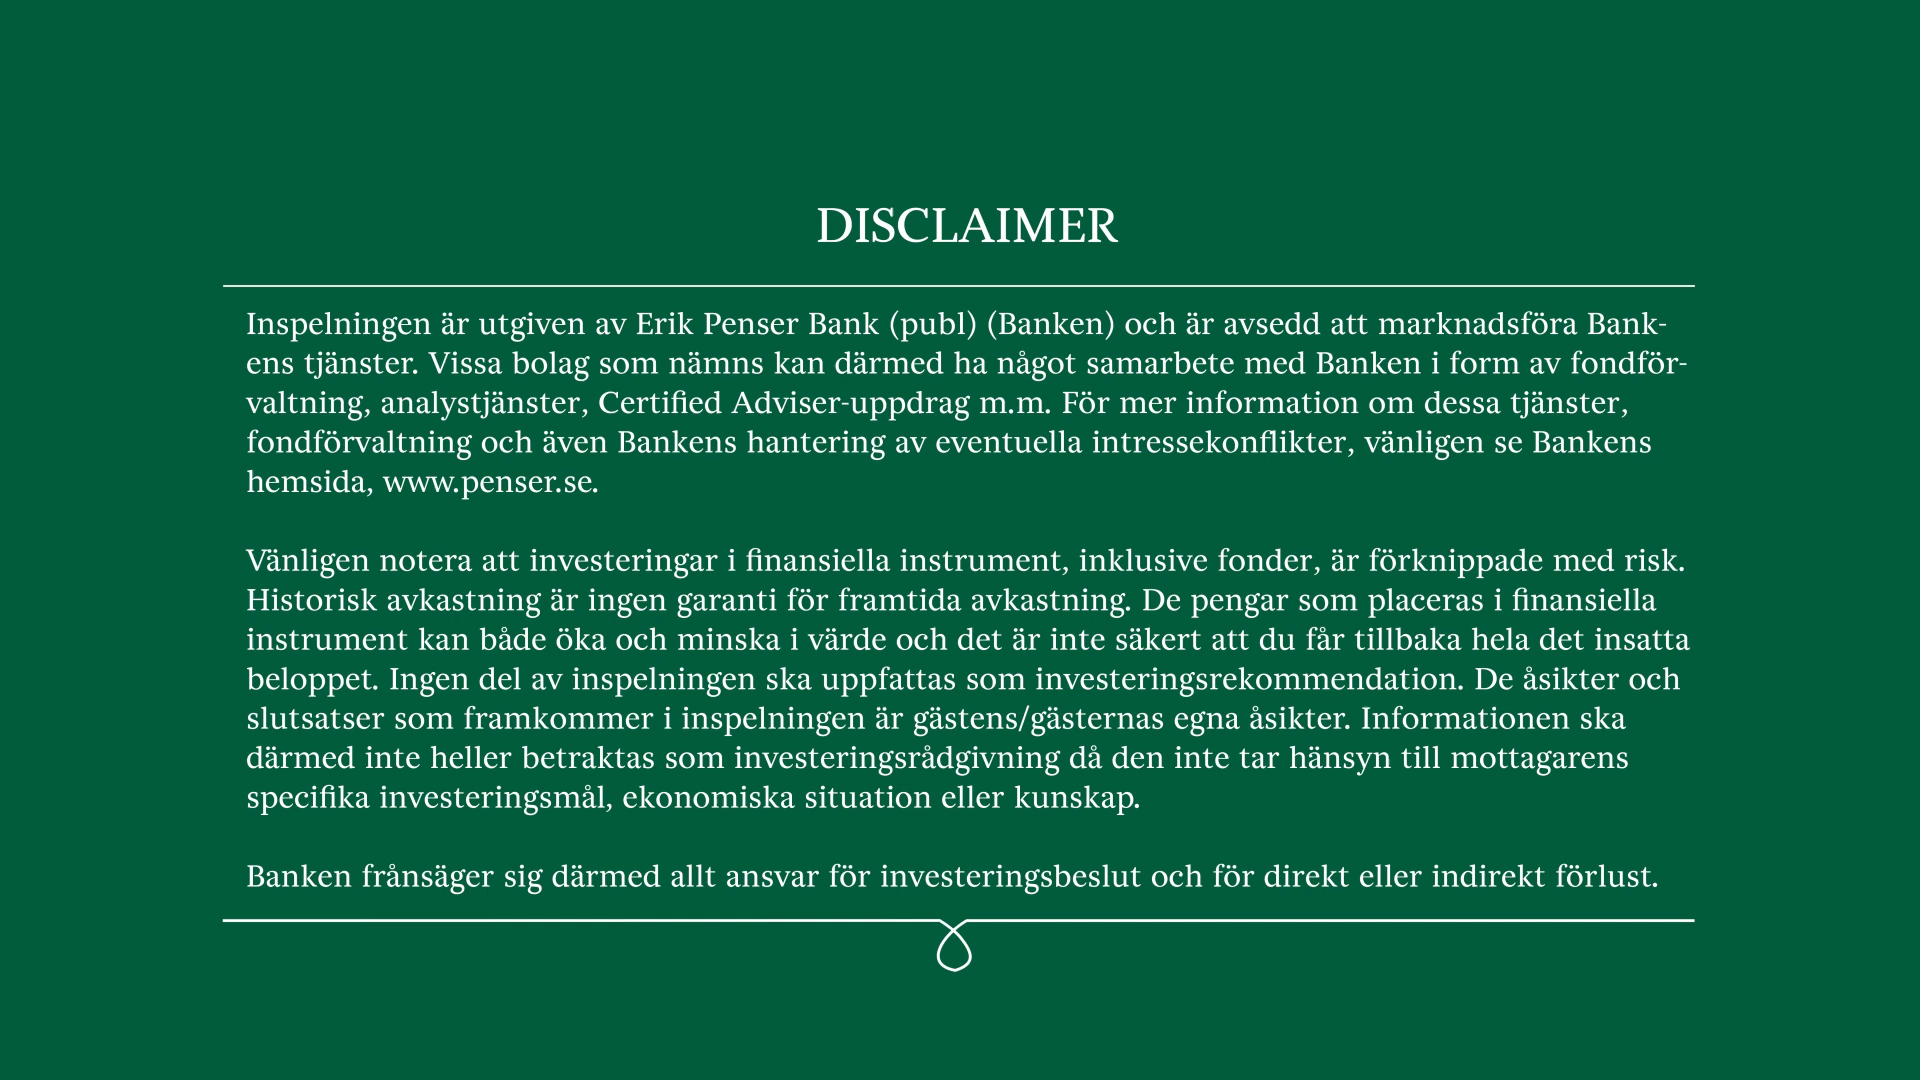 DISCLAIMER
Inspelningen är utgiven av Erik Penser Bank (publ) (Banken) och är avsedd att marknadsföra Bank-
ens tjänster. Vissa bolag som nämns kan därmed ha något samarbete med Banken i form av fondför-
valtning, analystjänster, Certified Adviser-uppdrag m.m. För mer information om dessa tjänster,
fondförvaltning och även Bankens hantering av eventuella intressekonflikter, vänligen se Bankens
hemsida, www.penser.se.
Vänligen notera att investeringar i finansiella instrument, inklusive fonder, är förknippade med risk.
Historisk avkastning är ingen garanti för framtida avkastning. De pengar som placeras i finansiella
instrument kan både öka och minska i värde och det är inte säkert att du får tillbaka hela det insatta
beloppet. Ingen del av inspelningen ska uppfattas som investeringsrekommendation. De åsikter och
slutsatser som framkommer i inspelningen är gästens/gästernas egna åsikter. Informationen ska
därmed inte heller betraktas som investeringsrådgivning då den inte tar hänsyn till mottagarens
specifika investeringsmål, ekonomiska situation eller kunskap.
Banken frånsäger sig därmed allt ansvar för investeringsbeslut och för direkt eller indirekt förlust.